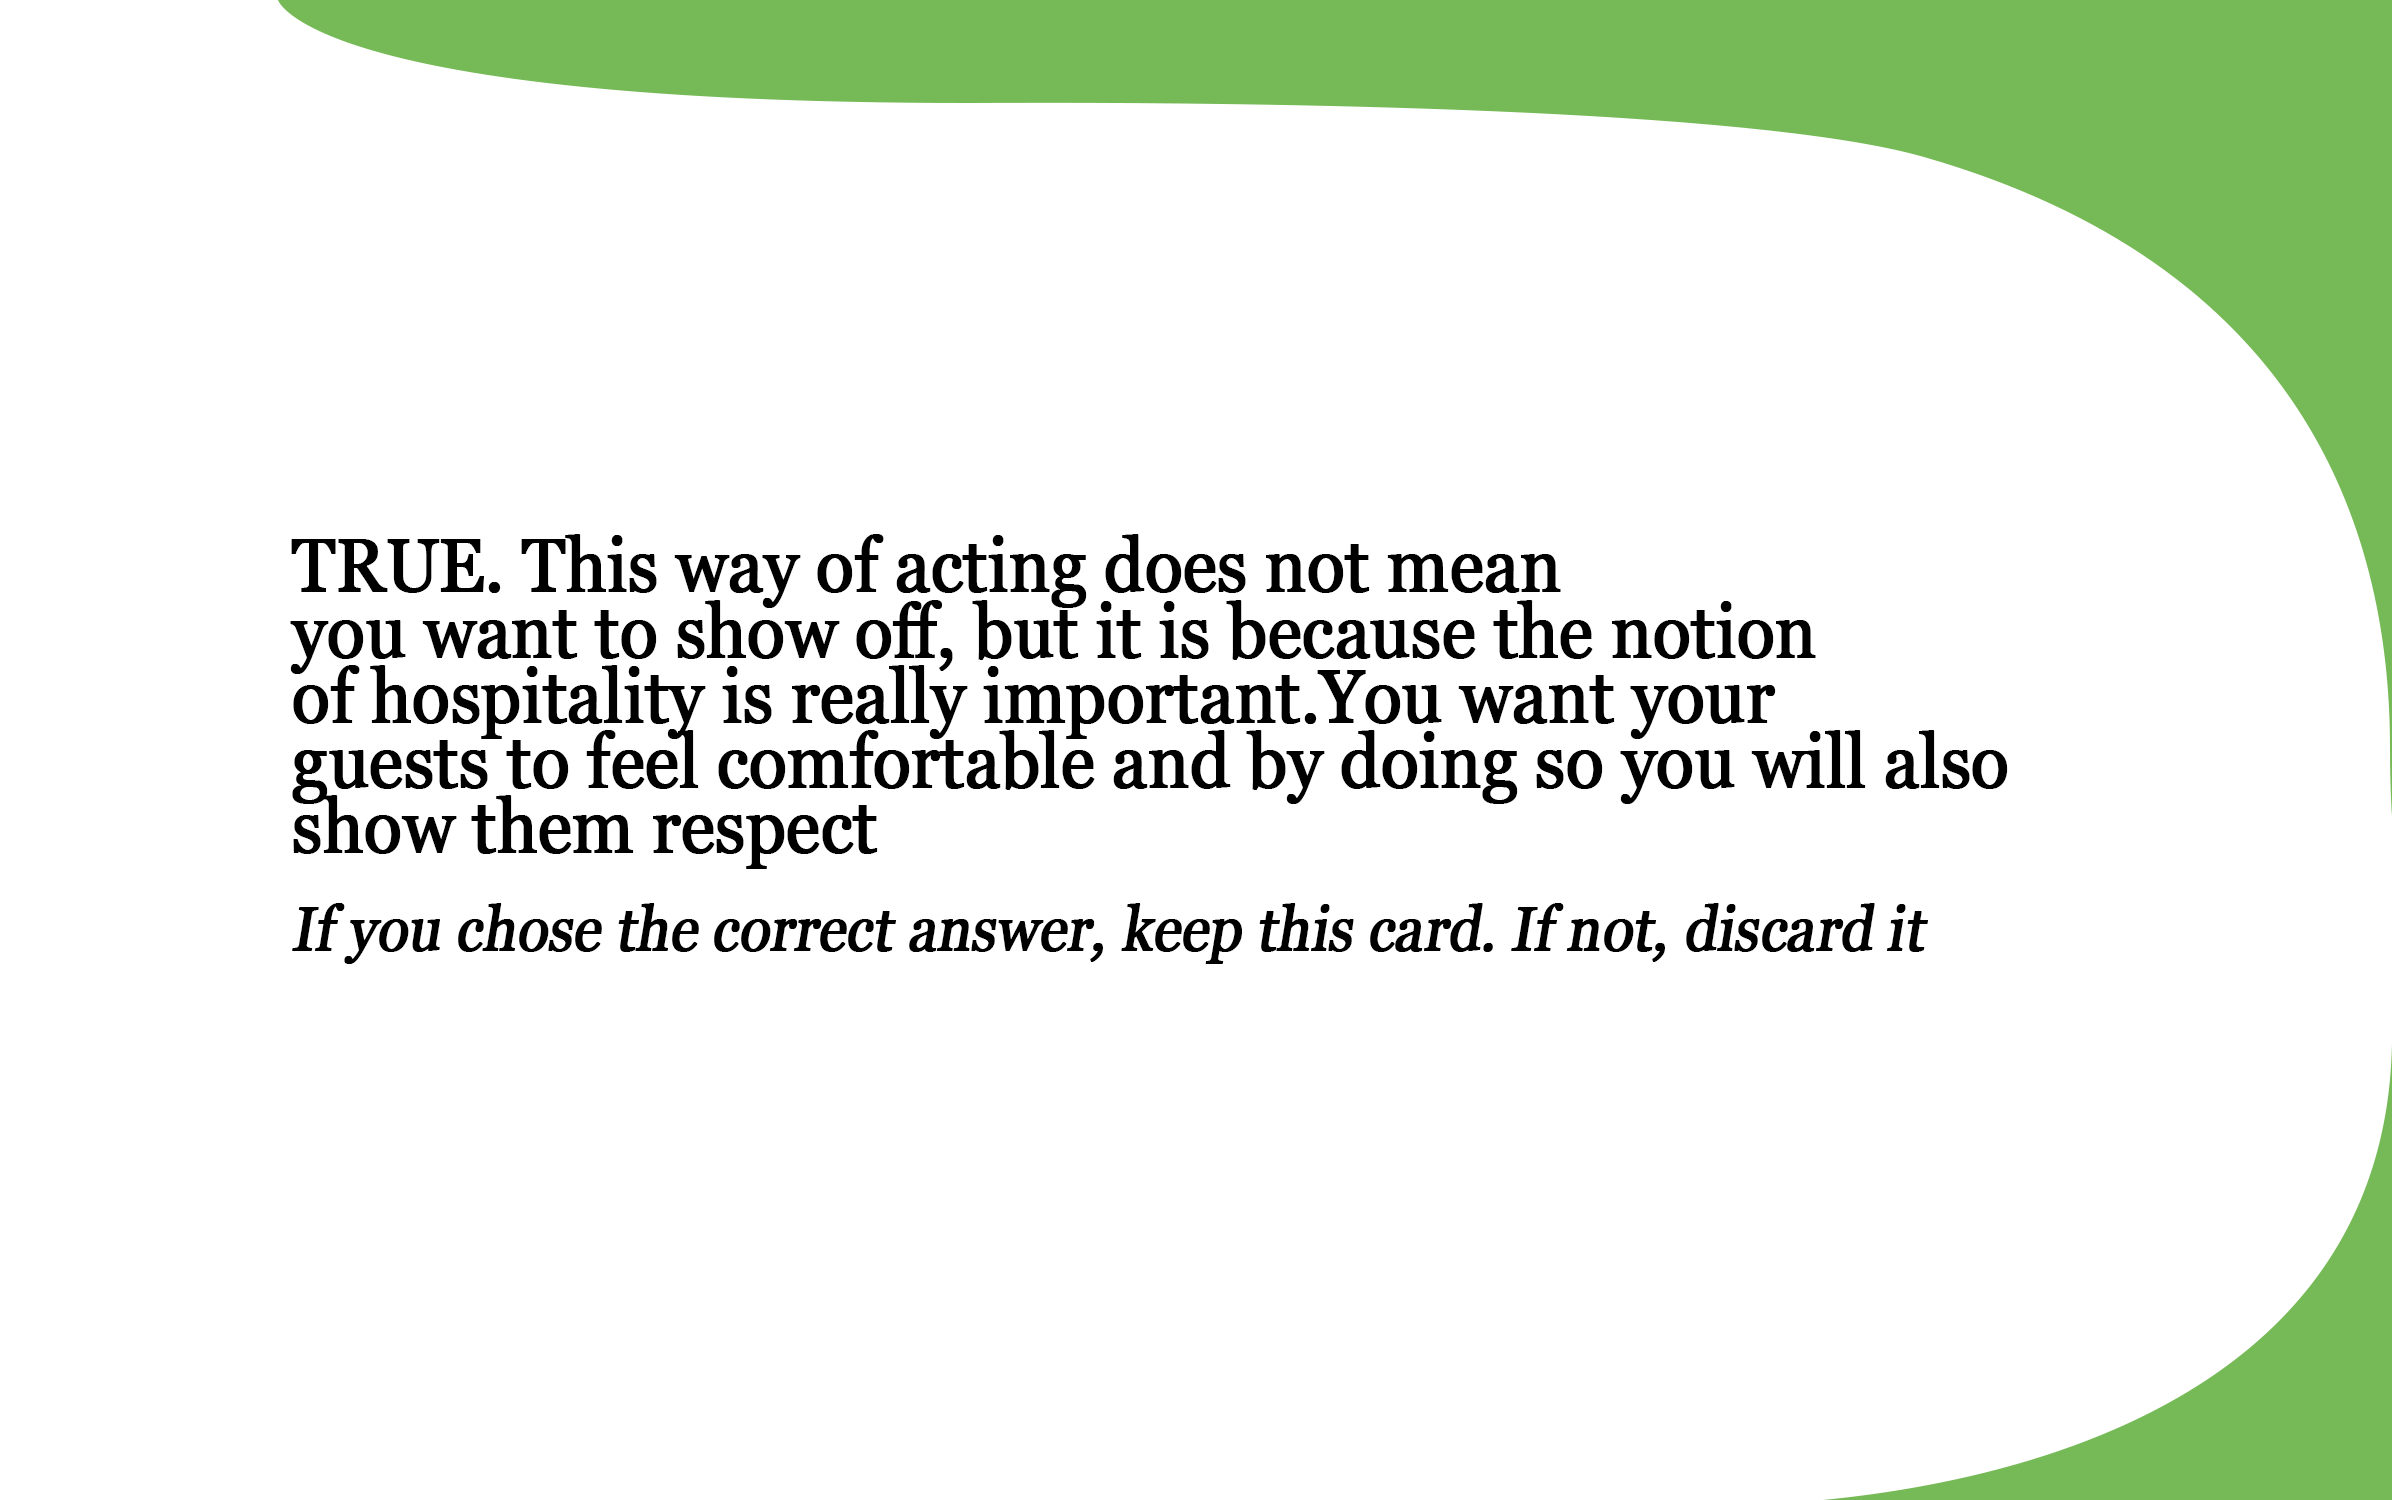 TRUE. This way of acting does not mean
you want to show off, but it is because the notion
of hospitality is really important.You want your
guests to feel comfortable and by doing so you will also
show them respect
If you chose the correct answer, keep this card. If not, discard it